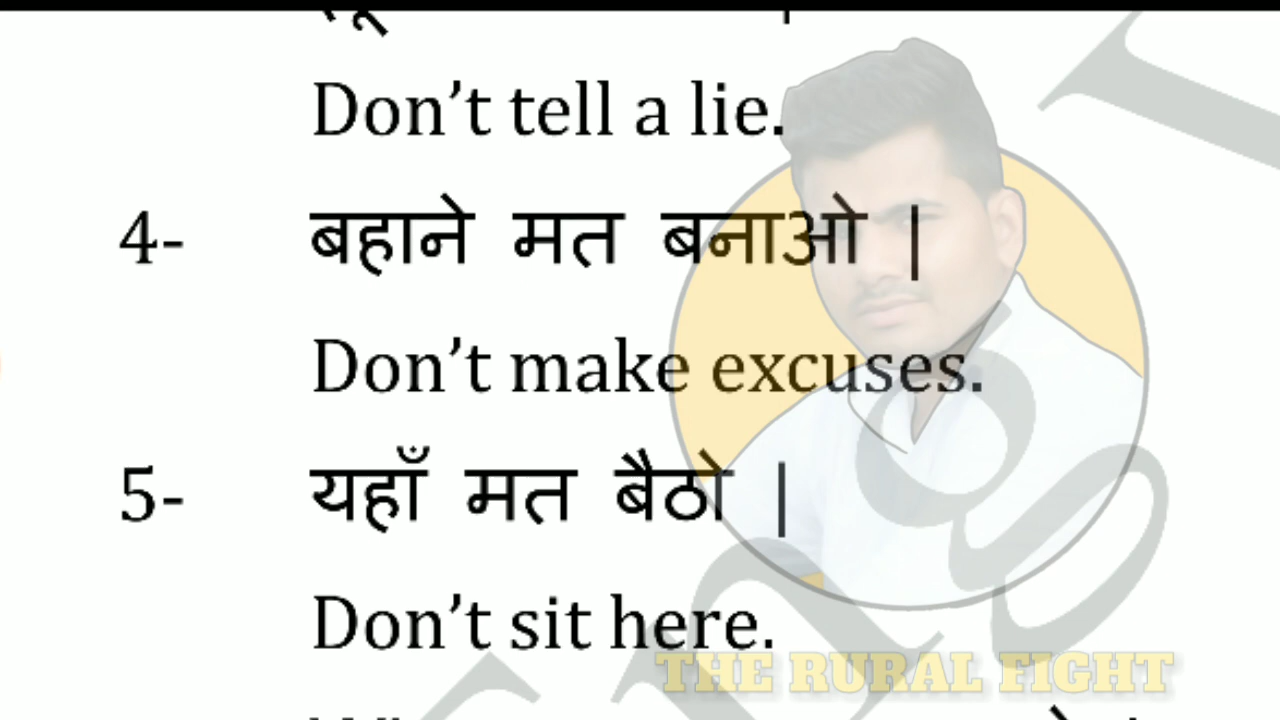 Don’t tell a lie.
4- बहाने मत बनाओ |
Don’t make excuses.
5- यहाँ मत बैठो |
Don’t sit here.
THE RURAL FIGHT